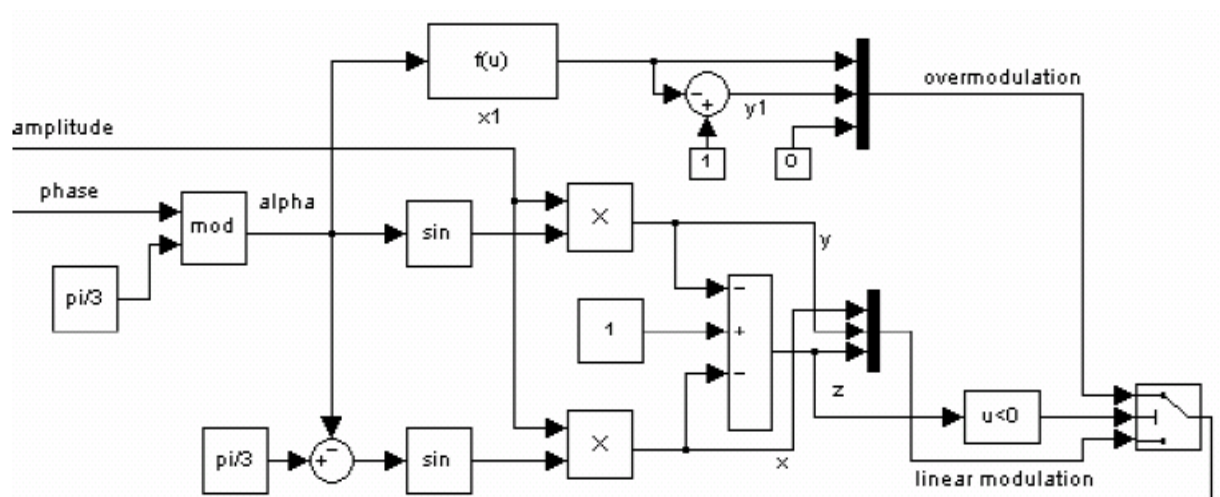 f(u)
overmodulation
x1
y1
amplitude
1
0
phase
alpha
mod
sin
×
y
pi/3
−
1
+
−
z
u<0
pi/3
+
−
sin
×
x
linear modulation
−
+